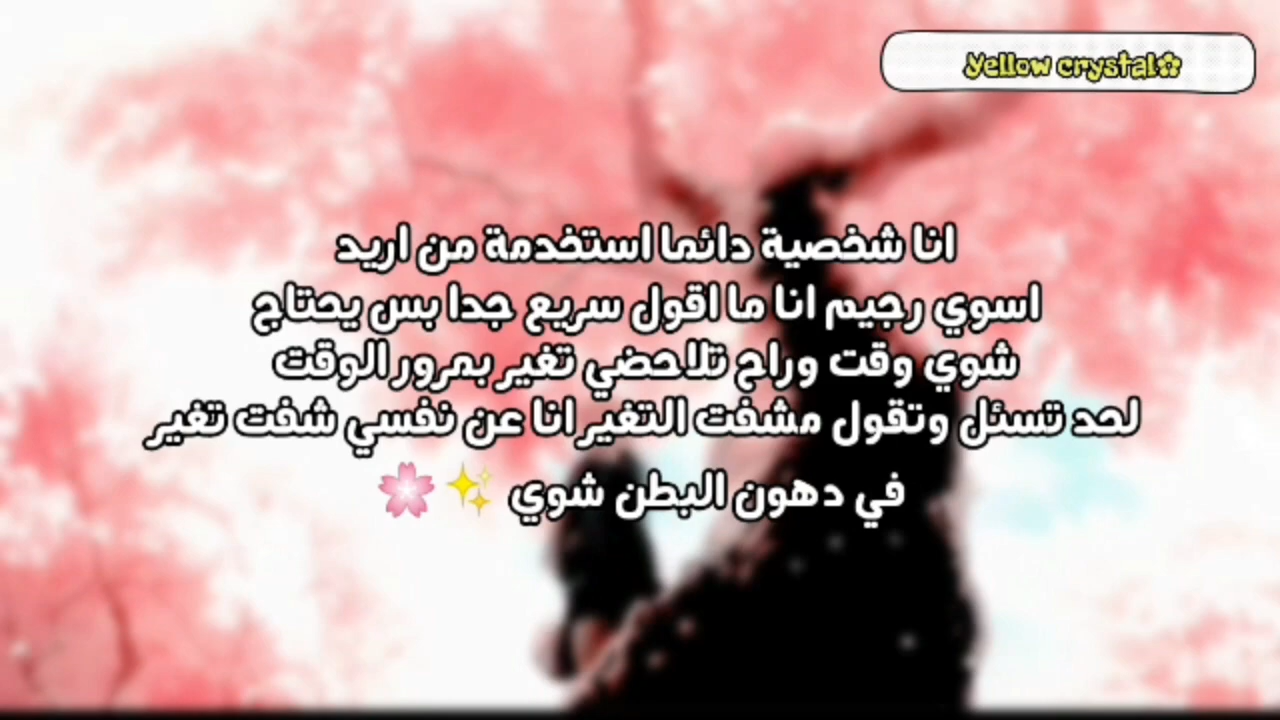 Yellow crystal✿
انا شخصية دائما استخدمة من اريد
اسوي رجيم انا ما اقول سريع جدا بس يحتاج
شوي وقت وراح تلاحضي تغير بمرور الوقت
لحد تسئل وتقول مشفت التغير انا عن نفسي شفت تغير
في دهون البطن شوي ✨🌸